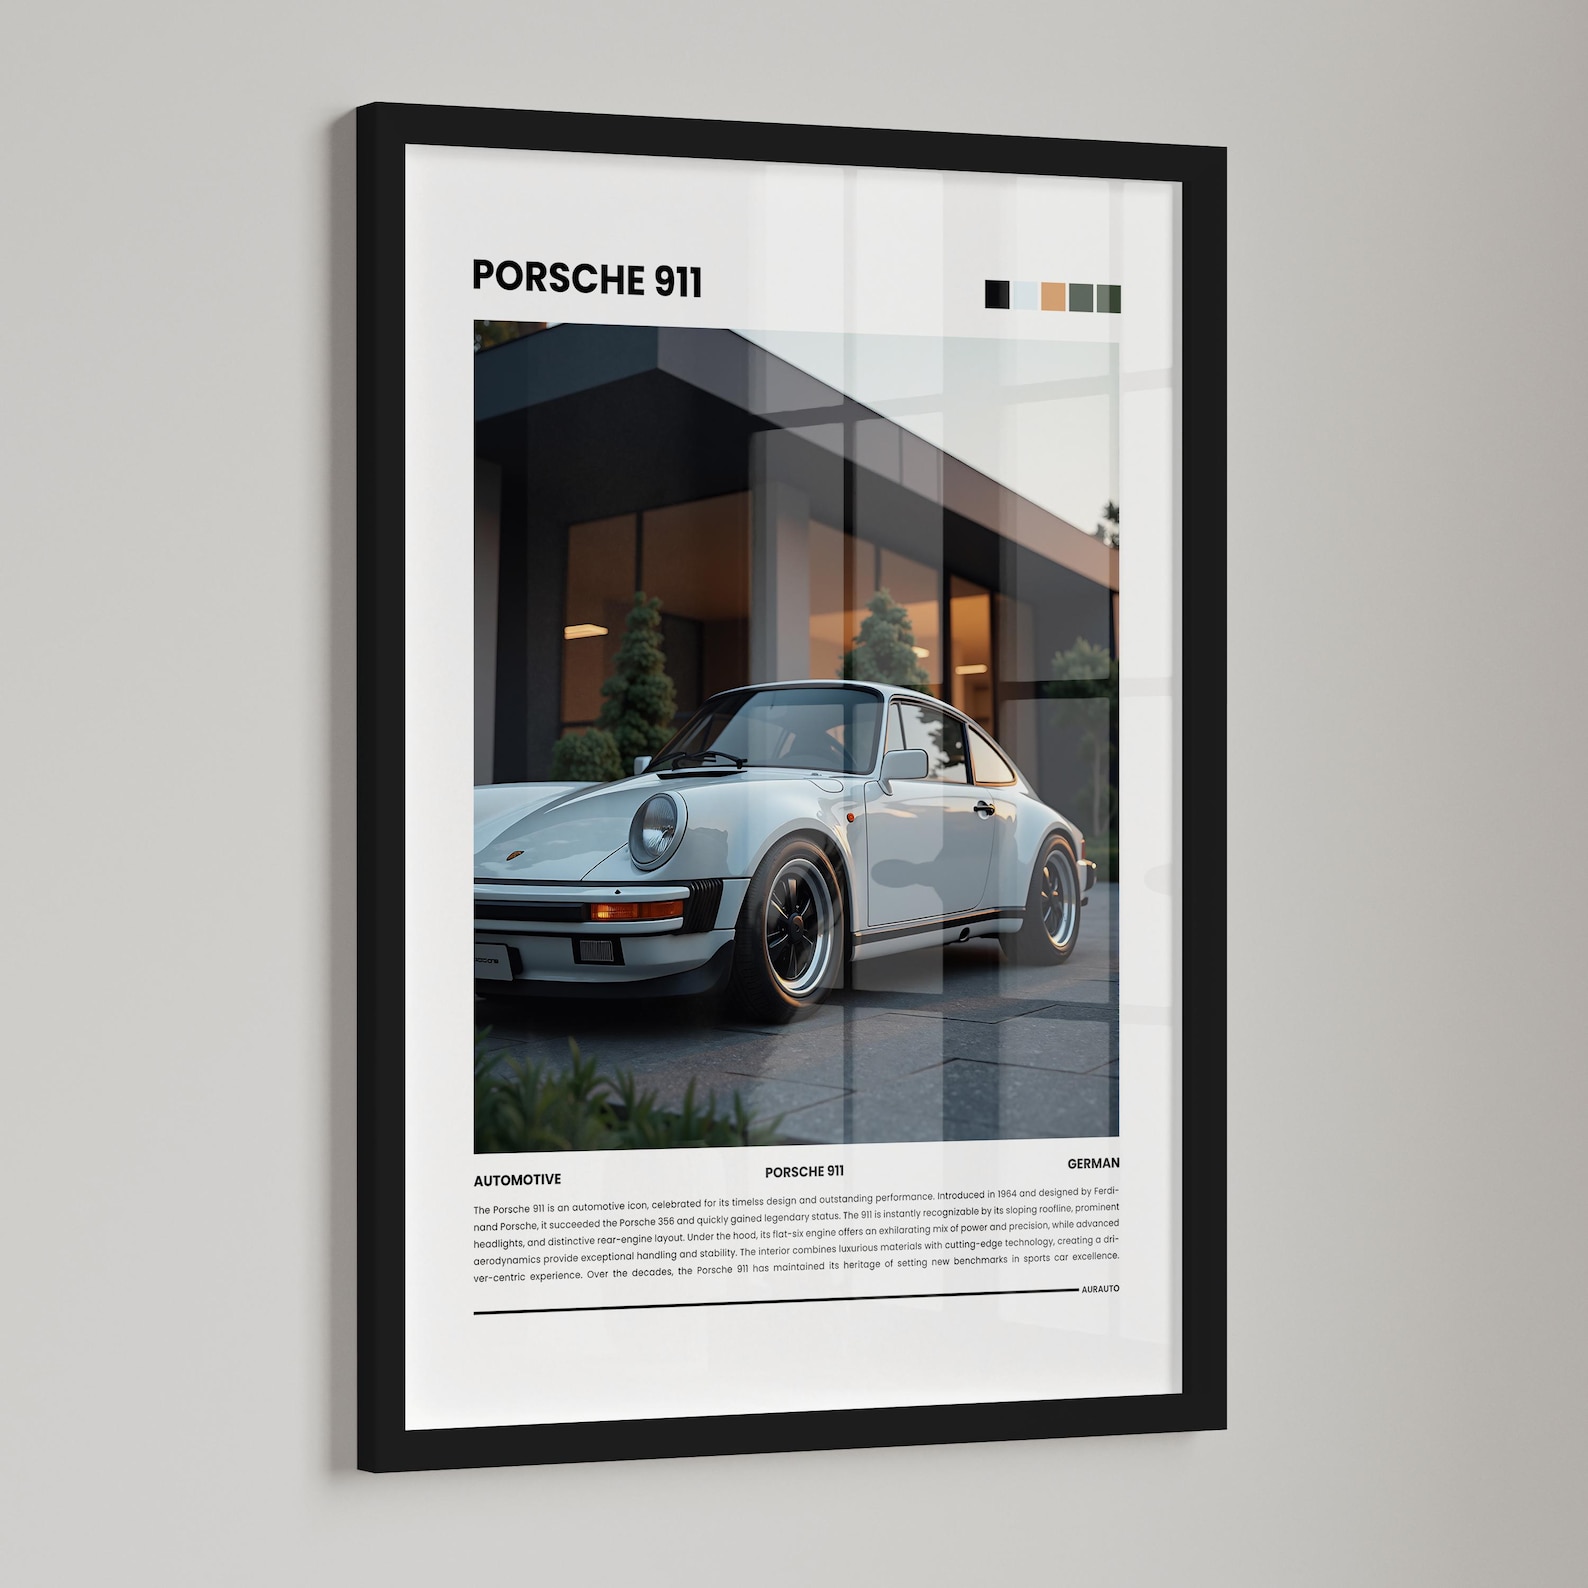 PORSCHE 911
AUTOMOTIVE
PORSCHE 911
GERMAN
The Porsche 911 is an automotive icon, celebrated for its timelss design and outstanding performance. Introduced in 1964 and designed by Ferdi-
nand Porsche, it succeeded the Porsche 356 and quickly gained legendary status. The 911 is instantly recognizable by its sloping roofline, prominent
headlights, and distinctive rear-engine layout. Under the hood, its flat-six engine offers an exhilarating mix of power and precision, while advanced
aerodynamics provide exceptional handling and stability. The interior combines luxurious materials with cutting-edge technology, creating a dri-
ver-centric experience. Over the decades, the Porsche 911 has maintained its heritage of setting new benchmarks in sports car excellence.
AURAUTO